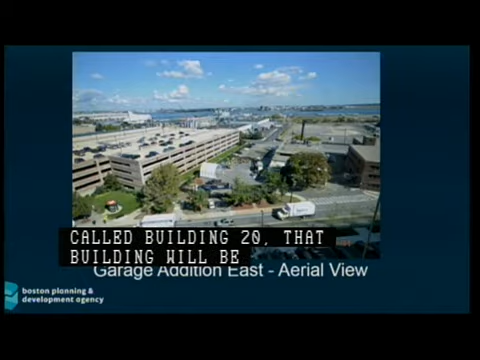 CALLED BUILDING 20, THAT
BUILDING WILL BE
Garage Addition East - Aerial View
boston planning &
development agency